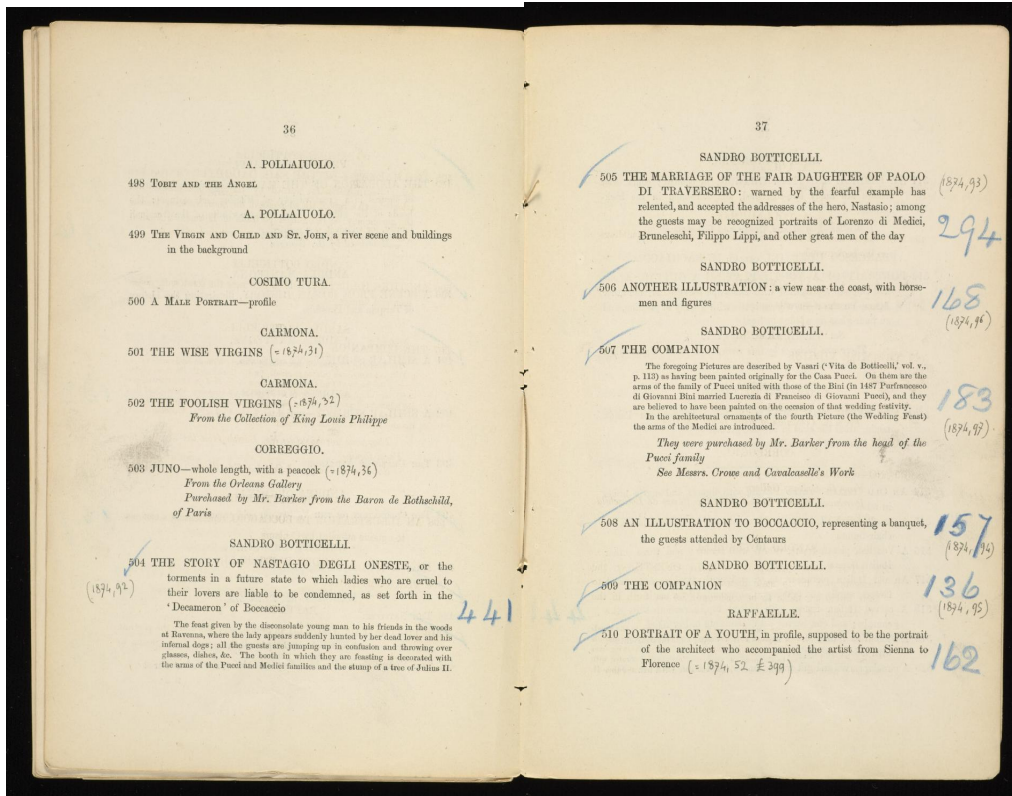 36
A. POLLAIUOLO.
498 TOBIT AND THE ANGEL
A. POLLAIUOLO.
499 THE VIRGIN AND CHILD AND ST. JOHN, a river scene and buildings
in the background
COSIMO TURA.
500 A MALE PORTRAIT—profile
CARMONA.
501 THE WISE VIRGINS (=1874,31)
CARMONA.
502 THE FOOLISH VIRGINS (=1874,32)
From the Collection of King Louis Philippe
CORREGGIO.
503 JUNO—whole length, with a peacock (=1874,36)
From the Orleans Gallery
Purchased by Mr. Barker from the Baron de Rothschild,
of Paris
SANDRO BOTTICELLI.
504 THE STORY OF NASTAGIO DEGLI ONESTE, or the
torments in a future state to which ladies who are cruel to
(1874,92)
their lovers are liable to be condemned, as set forth in the
'Decameron' of Boccaccio
441
The feast given by the disconsolate young man to his friends in the woods
at Ravenna, where the lady appears suddenly hunted by her dead lover and his
infernal dogs; all the guests are jumping up in confusion and throwing over
glasses, dishes, &c. The booth in which they are feasting is decorated with
the arms of the Pucci and Medici families and the stump of a tree of Julius II.
37
SANDRO BOTTICELLI.
505 THE MARRIAGE OF THE FAIR DAUGHTER OF PAOLO
(1874,93)
DI TRAVERSERO: warned by the fearful example has
relented, and accepted the addresses of the hero, Nastasio; among
the guests may be recognized portraits of Lorenzo di Medici,
Bruneleschi, Filippo Lippi, and other great men of the day
294
SANDRO BOTTICELLI.
506 ANOTHER ILLUSTRATION: a view near the coast, with horse-
men and figures
168
(1874,96)
SANDRO BOTTICELLI.
507 THE COMPANION
The foregoing Pictures are described by Vasari ('Vita de Botticelli,' vol. v.,
p. 113) as having been painted originally for the Casa Pucci. On them are the
arms of the family of Pucci united with those of the Bini (in 1487 Purfrancesco
di Giovanni Bini married Lucrezia di Francisco di Giovanni Pucci), and they
are believed to have been painted on the occasion of that wedding festivity.
In the architectural ornaments of the fourth Picture (the Wedding Feast)
the arms of the Medici are introduced.
183
(1874,97)
They were purchased by Mr. Barker from the head of the
Pucci family
See Messrs. Crowe and Cavalcaselle's Work
SANDRO BOTTICELLI.
508 AN ILLUSTRATION TO BOCCACCIO, representing a banquet,
the guests attended by Centaurs
157
(1874,94)
SANDRO BOTTICELLI.
509 THE COMPANION
136
(1874,95)
RAFFAELLE.
510 PORTRAIT OF A YOUTH, in profile, supposed to be the portrait
of the architect who accompanied the artist from Sienna to
Florence (=1874, 52 £399)
162